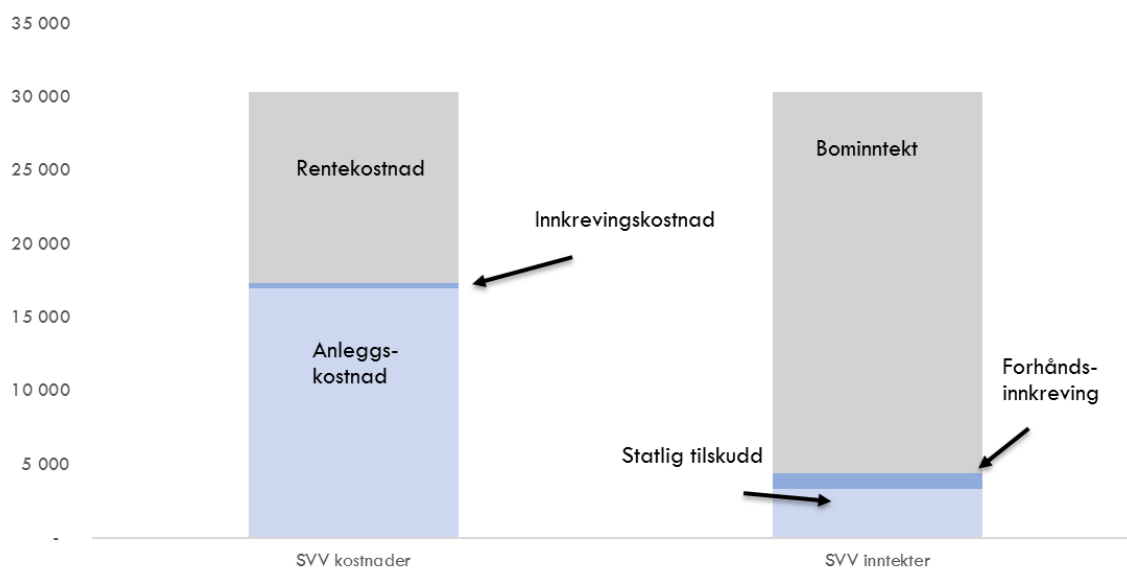 35 000
30 000
25 000
20 000
15 000
10 000
5 000
-
Rentekostnad
Innkrevingskostnad
Anleggs-
kostnad
Bominntekt
Forhånds-
innkreving
Statlig tilskudd
SVV kostnader
SVV inntekter